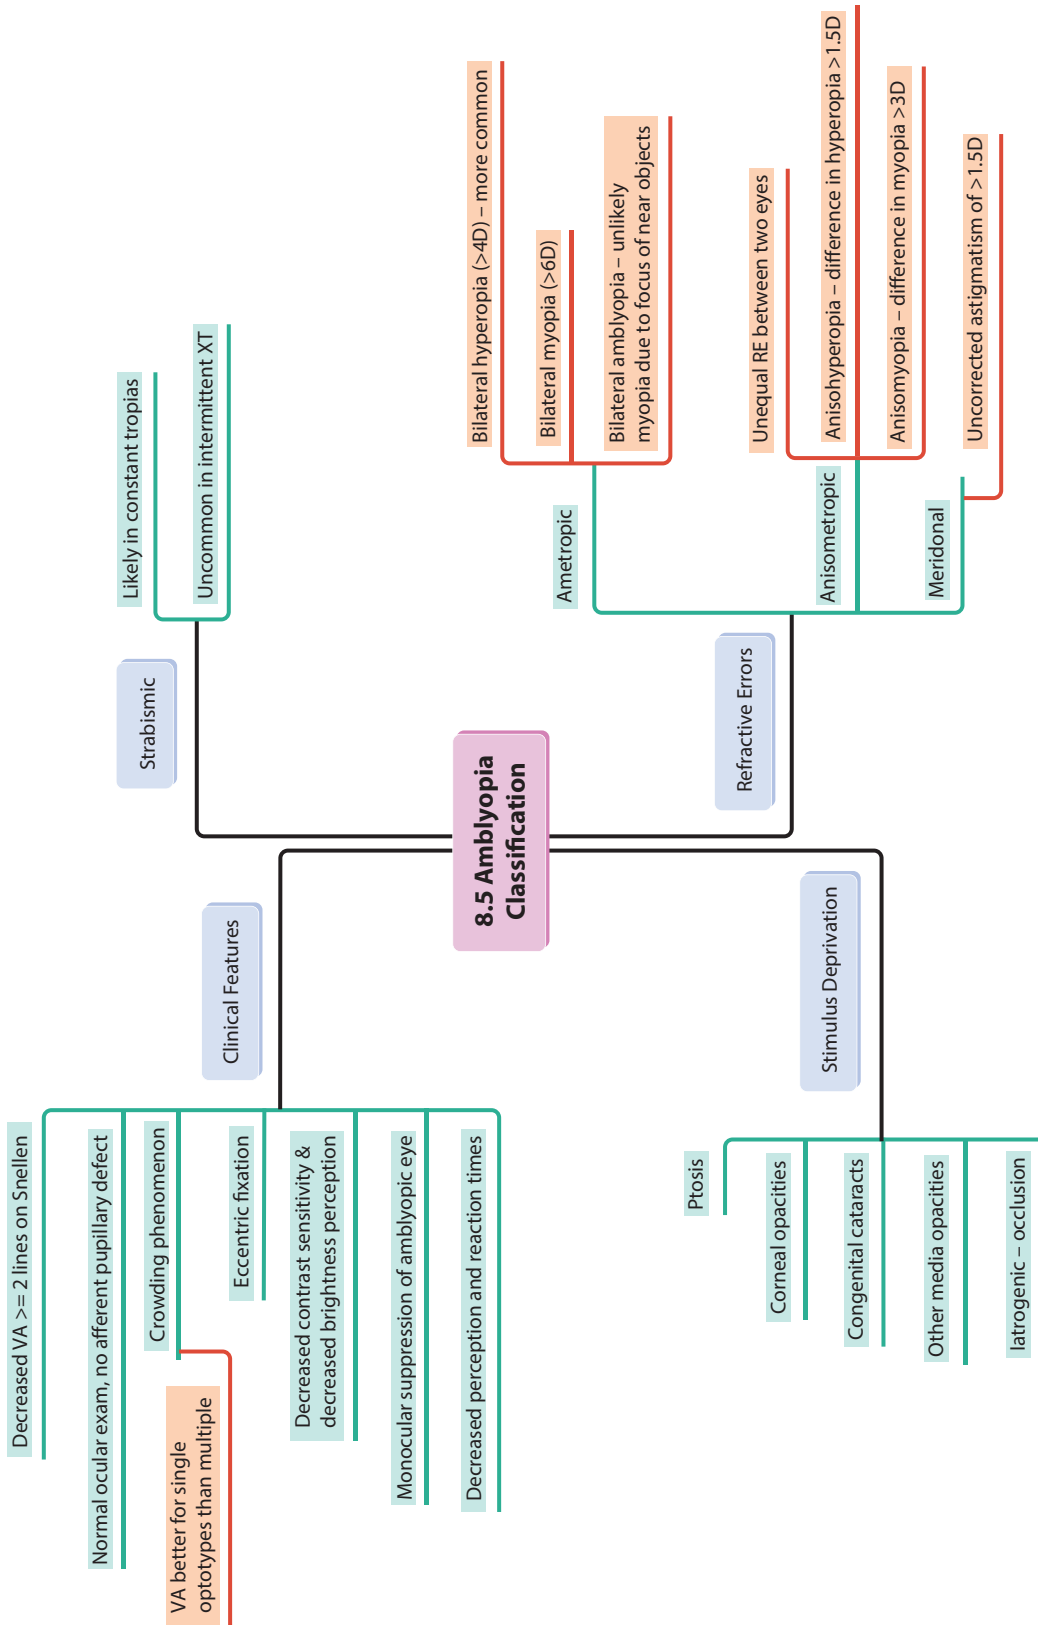 8.5 Amblyopia
Classification
Clinical Features
Decreased VA >= 2 lines on Snellen
Normal ocular exam, no afferent pupillary defect
Crowding phenomenon
VA better for single
optotypes than multiple
Eccentric fixation
Decreased contrast sensitivity &
decreased brightness perception
Monocular suppression of amblyopic eye
Decreased perception and reaction times
Strabismic
Likely in constant tropias
Uncommon in intermittent XT
Stimulus Deprivation
Ptosis
Corneal opacities
Congenital cataracts
Other media opacities
Iatrogenic – occlusion
Refractive Errors
Ametropic
Bilateral hyperopia (>4D) – more common
Bilateral myopia (>6D)
Bilateral amblyopia – unlikely
myopia due to focus of near objects
Anisometropic
Unequal RE between two eyes
Anisohyperopia – difference in hyperopia >1.5D
Anisomyopia – difference in myopia >3D
Meridonal
Uncorrected astigmatism of >1.5D